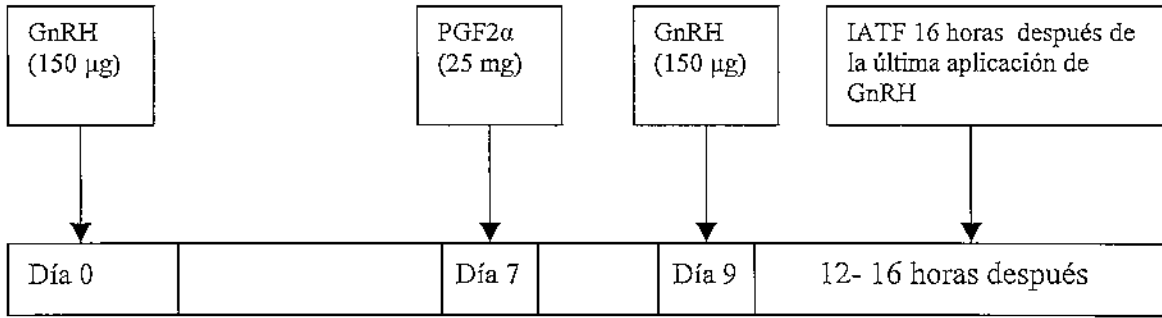 GnRH
(150 µg)
PGF2α
(25 mg)
GnRH
(150 µg)
IATF 16 horas después de
la última aplicación de
GnRH
Día 0
Día 7
Día 9
12- 16 horas después